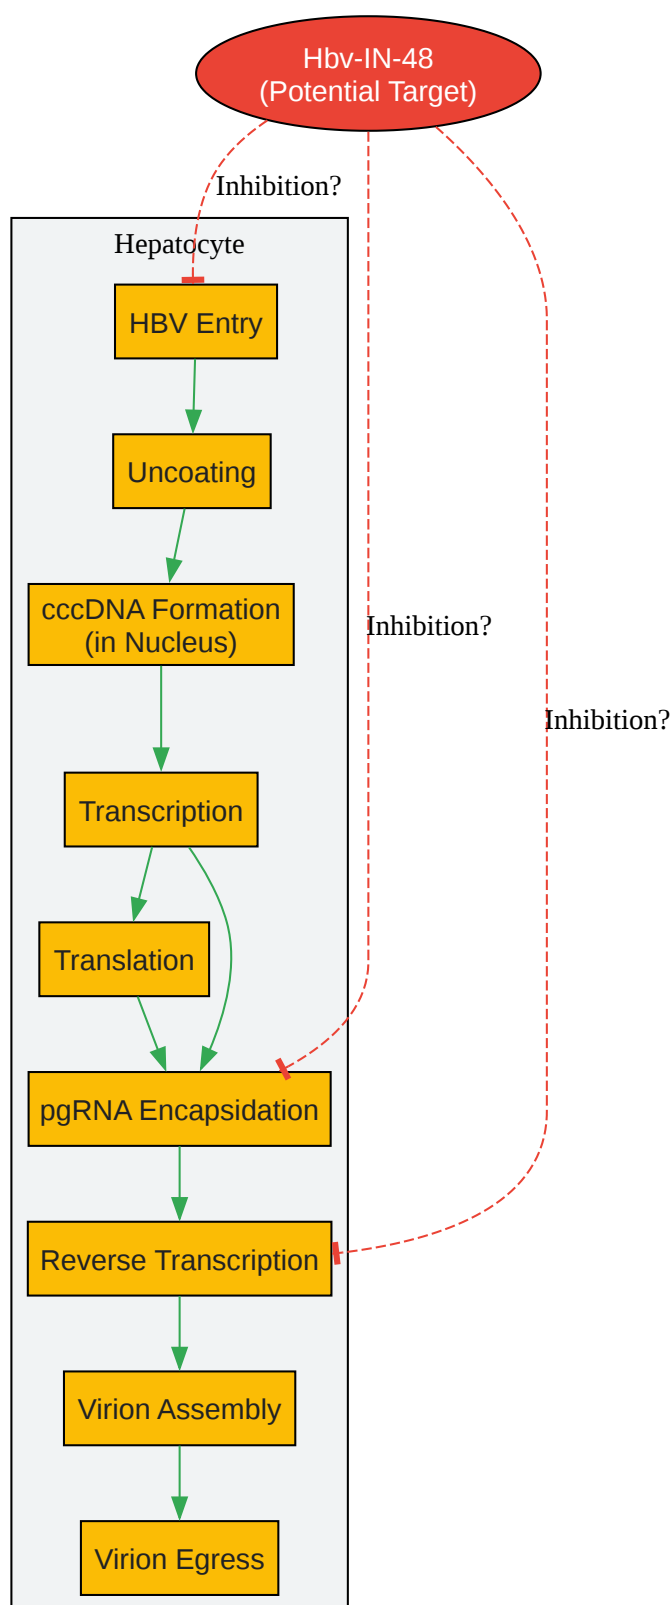 Hbv-IN-48
(Potential Target)
Inhibition?
Hepatocyte
HBV Entry
Uncoating
cccDNA Formation
(in Nucleus)
Inhibition?
Inhibition?
Transcription
Translation
pgRNA Encapsidation
Reverse Transcription
Virion Assembly
Virion Egress